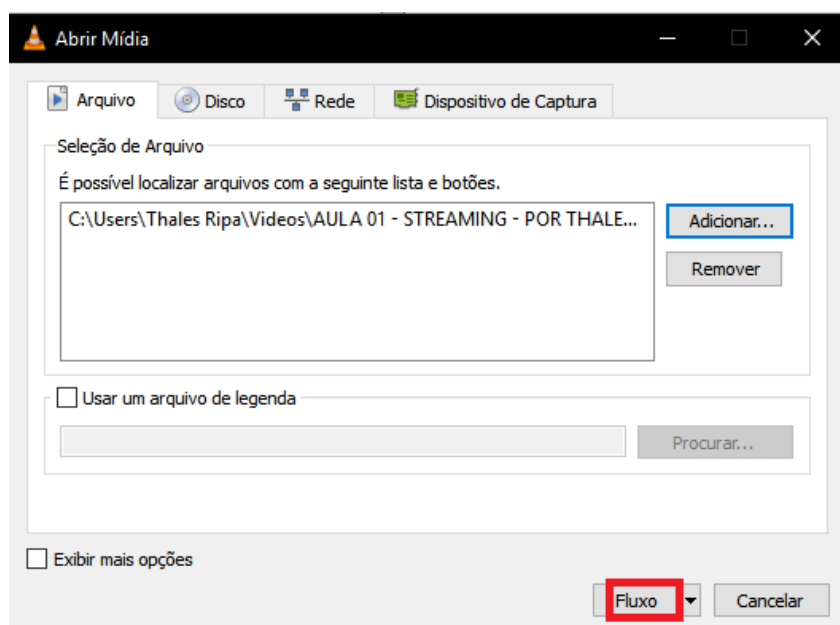 Abrir Mídia
Arquivo Disco Rede Dispositivo de Captura
Seleção de Arquivo
É possível localizar arquivos com a seguinte lista e botões.
C:\Users\Thales Ripa\Videos\AULA 01 - STREAMING - POR THALE... Adicionar...
Remover
Usar um arquivo de legenda
Procurar...
Exibir mais opções
Fluxo Cancelar